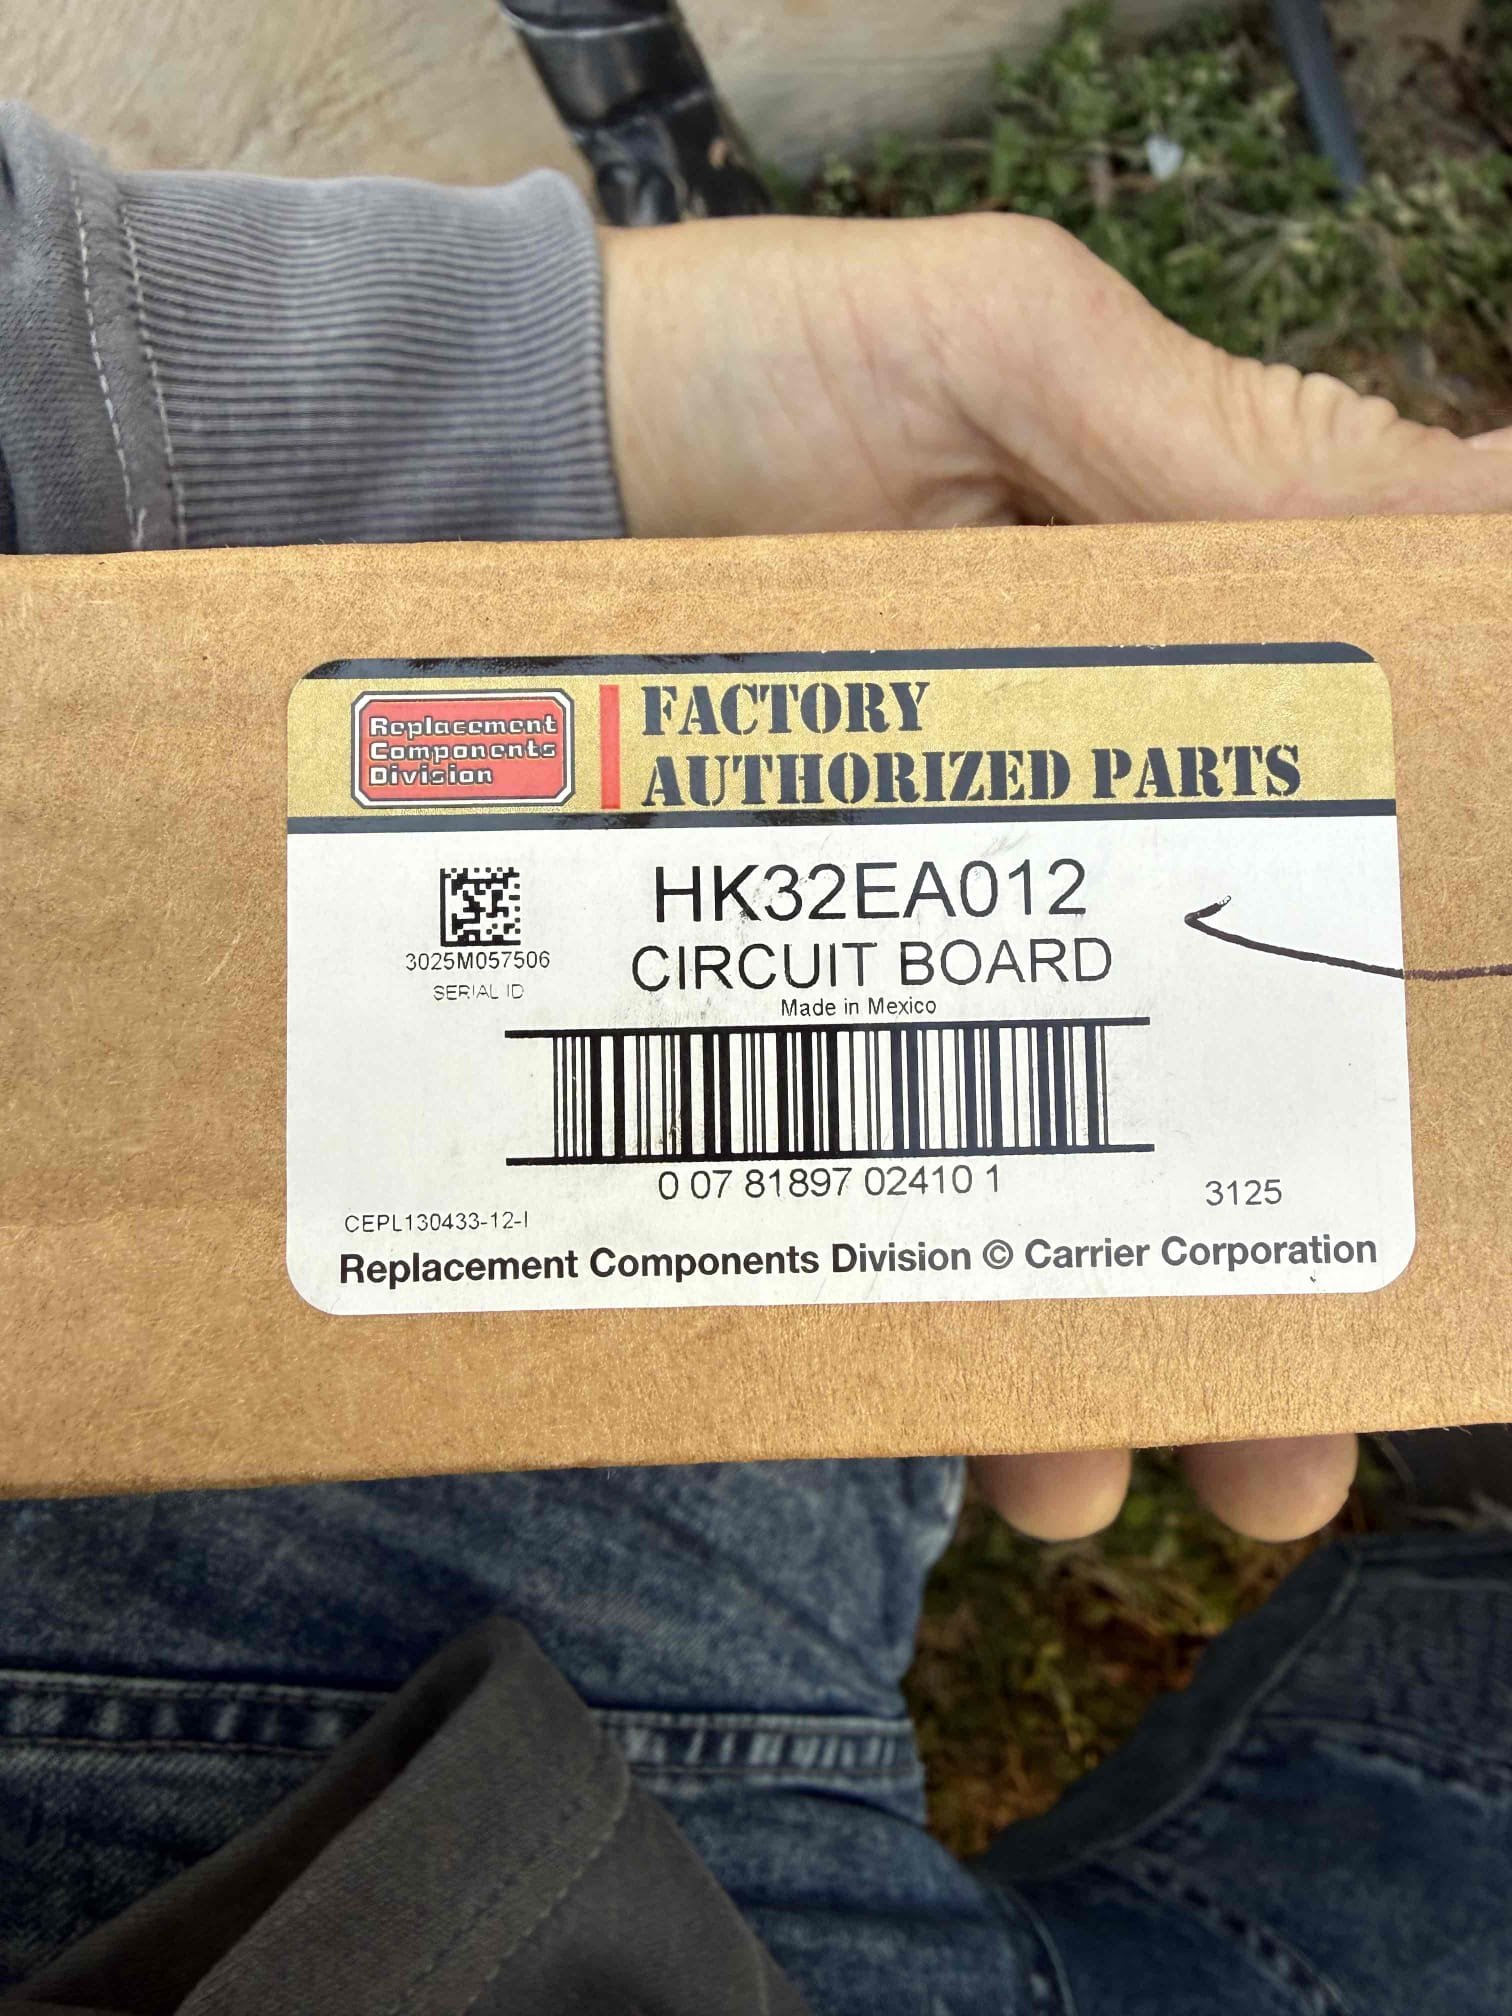 Replacement
Components
Division
FACTORY
AUTHORIZED PARTS
HK32EA012
CIRCUIT BOARD
Made in Mexico
3025M057506
SERIAL ID
0 07 81897 02410 1
3125
CEPL130433-12-I
Replacement Components Division © Carrier Corporation